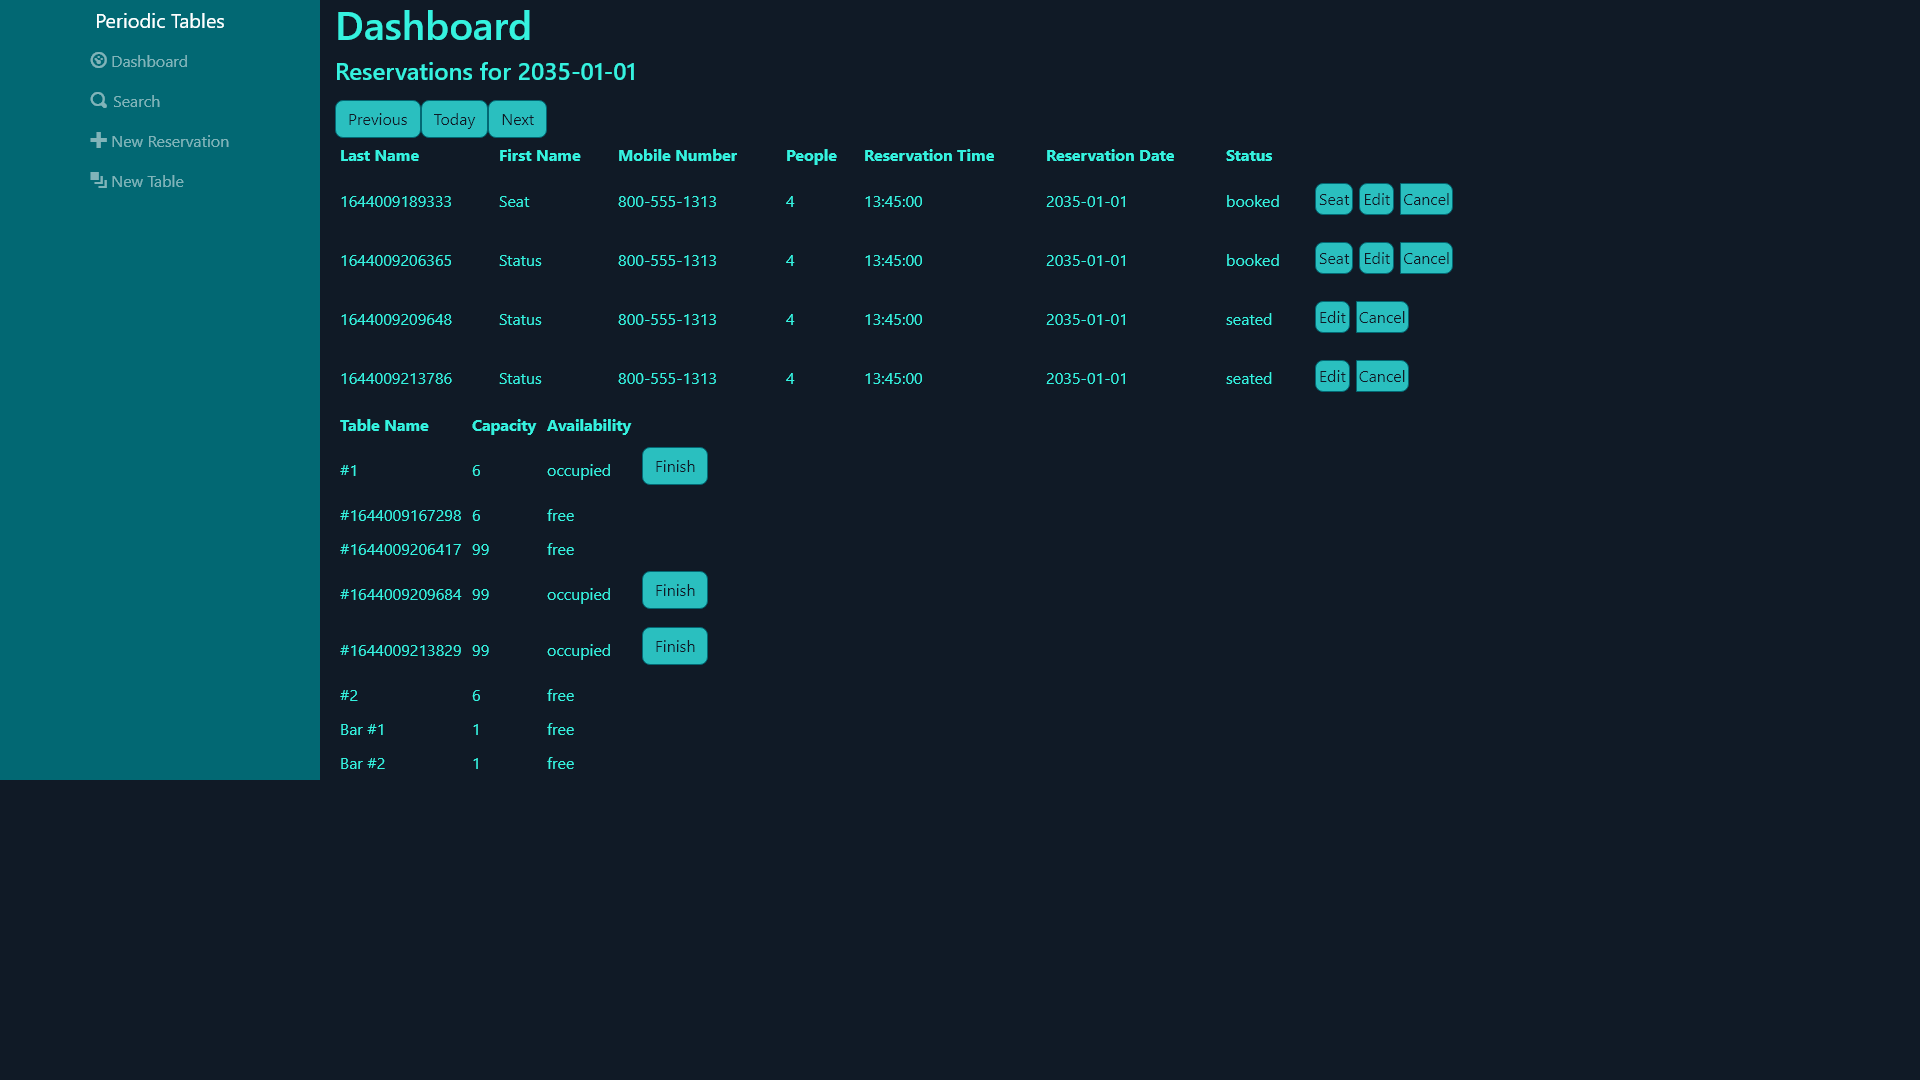 Periodic Tables
Dashboard
Search
New Reservation
New Table
Dashboard
Reservations for 2035-01-01
Previous Today Next
Last Name First Name Mobile Number People Reservation Time Reservation Date Status
1644009189333 Seat 800-555-1313 4 13:45:00 2035-01-01 booked Seat Edit Cancel
1644009206365 Status 800-555-1313 4 13:45:00 2035-01-01 booked Seat Edit Cancel
1644009209648 Status 800-555-1313 4 13:45:00 2035-01-01 seated Edit Cancel
1644009213786 Status 800-555-1313 4 13:45:00 2035-01-01 seated Edit Cancel
Table Name Capacity Availability
#1 6 occupied Finish
#1644009167298 6 free
#1644009206417 99 free
#1644009209684 99 occupied Finish
#1644009213829 99 occupied Finish
#2 6 free
Bar #1 1 free
Bar #2 1 free